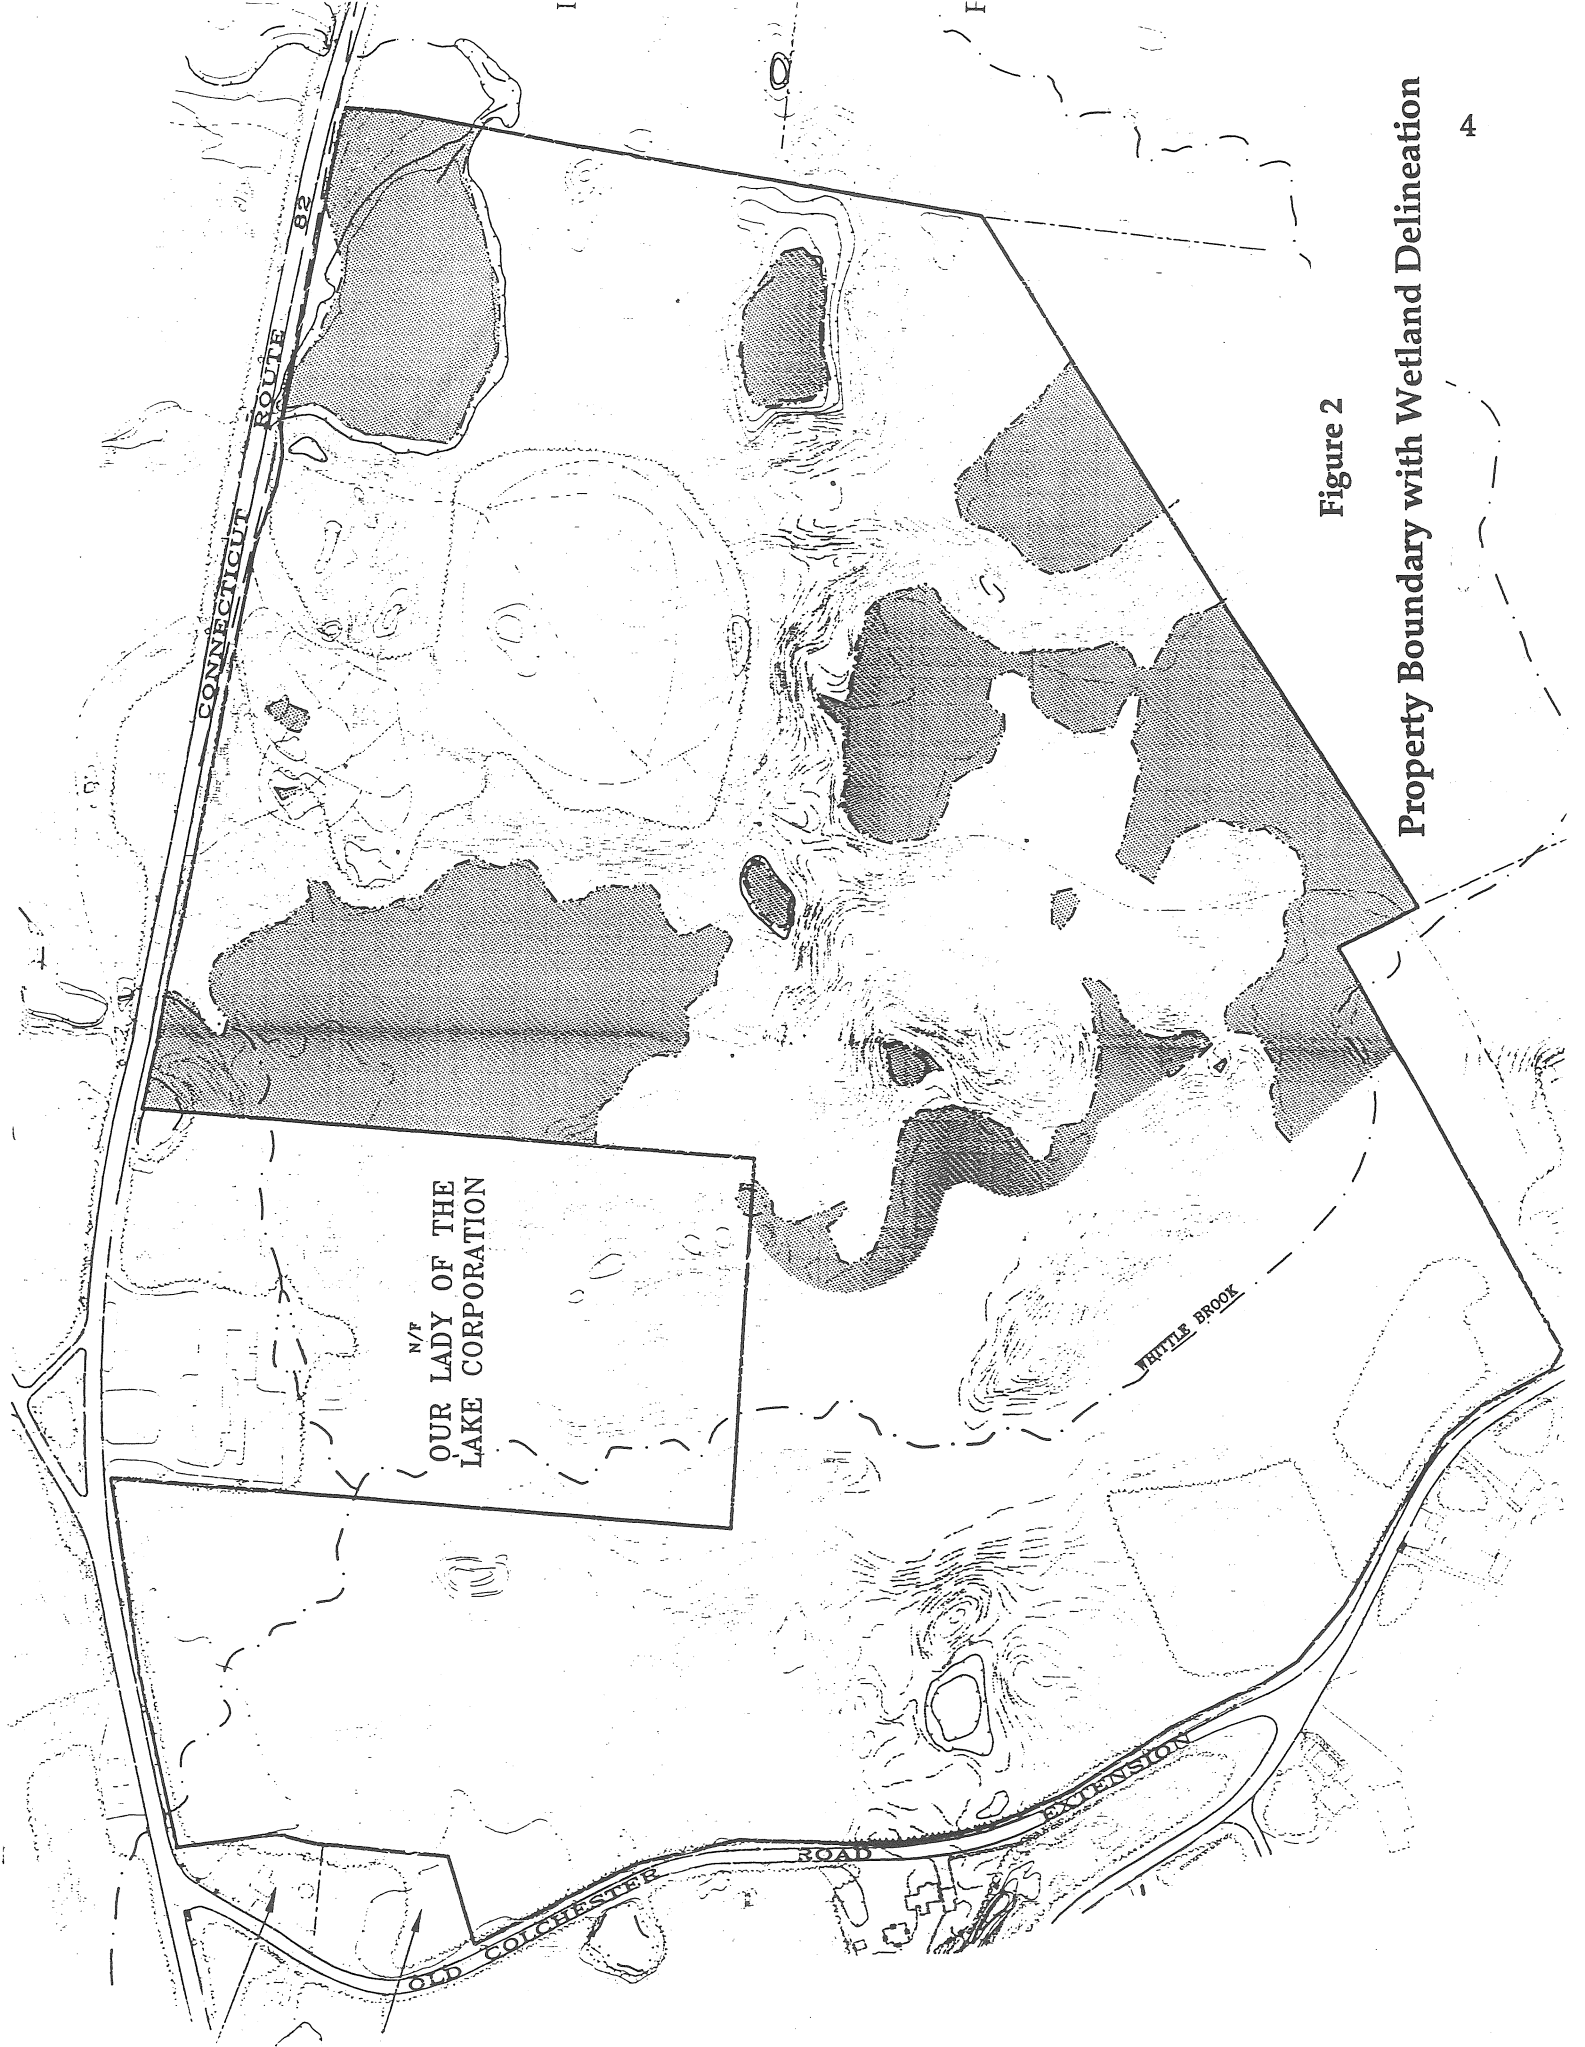 CONNECTICUT ROUTE 82
N/F
OUR LADY OF THE
LAKE CORPORATION
WHITTLE BROOK
OLD COLCHESTER ROAD EXTENSION
Figure 2
Property Boundary with Wetland Delineation
4